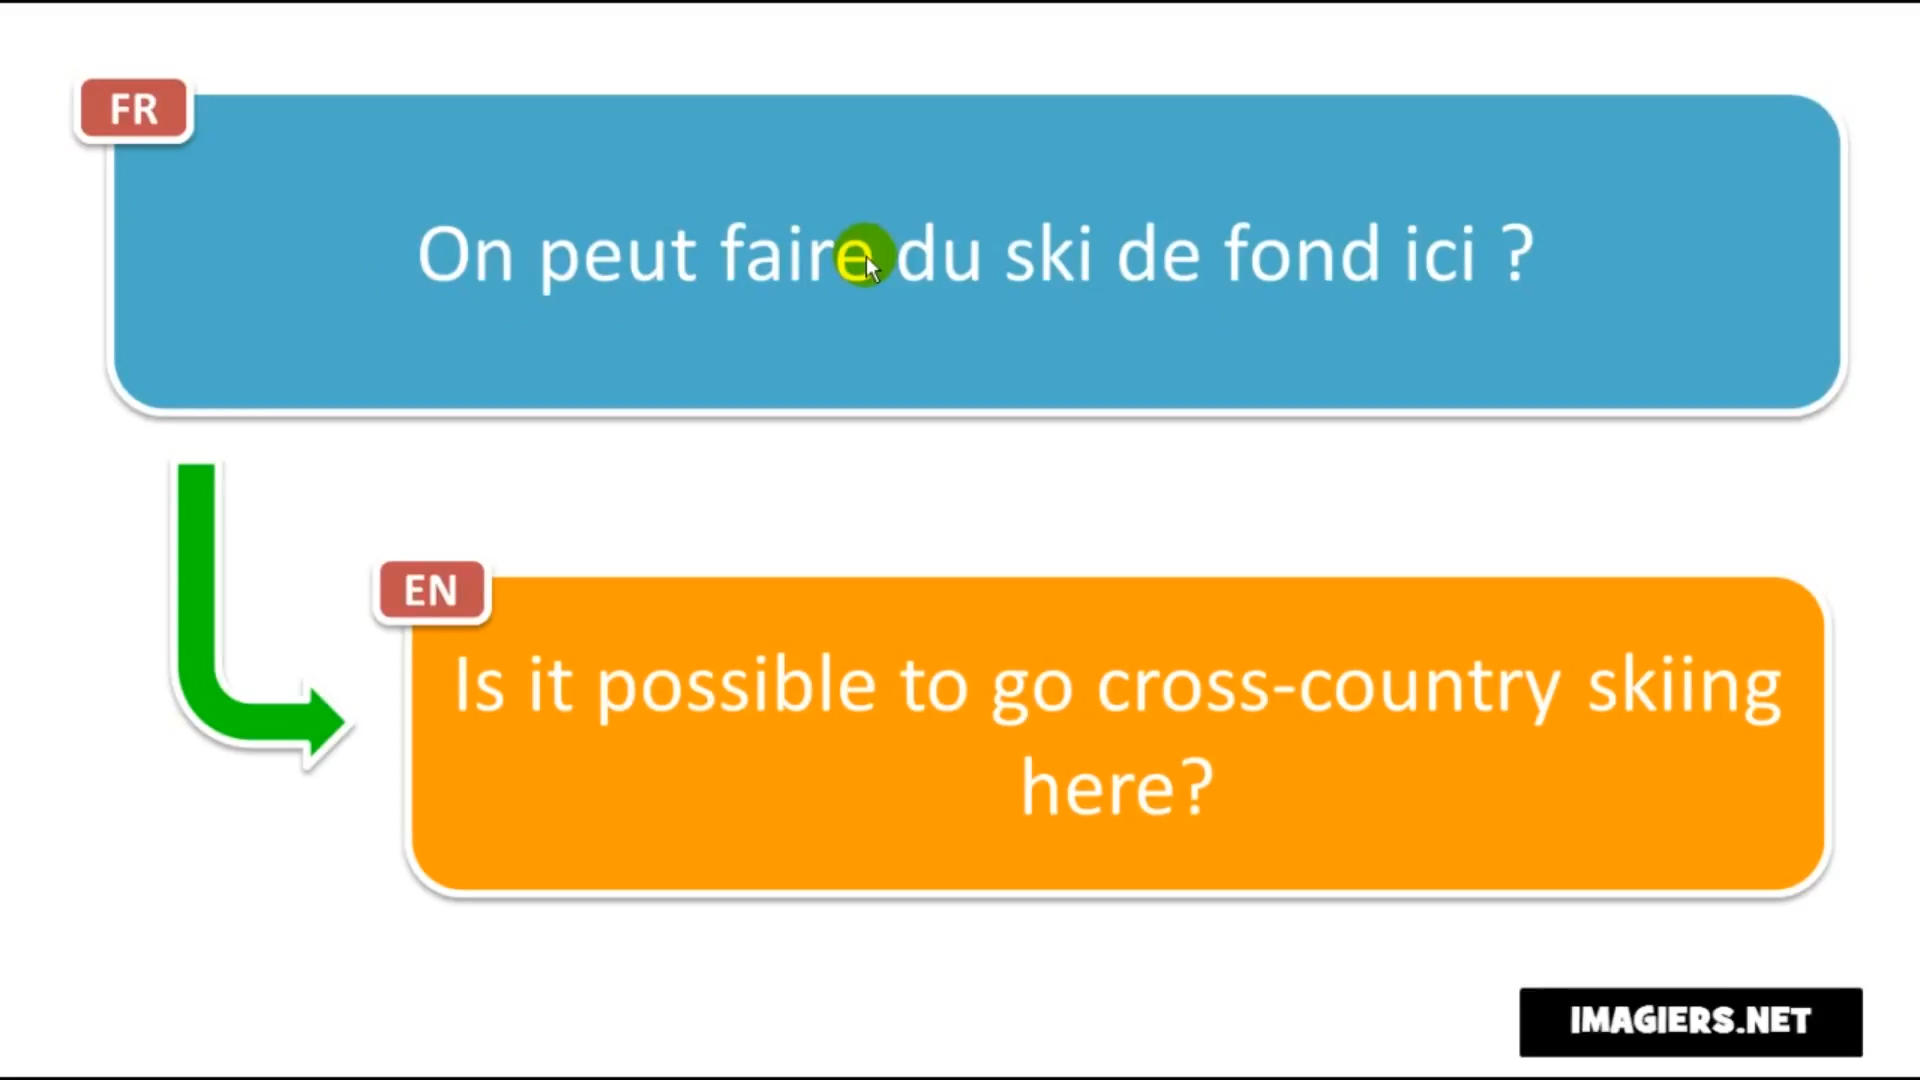 FR
On peut faire du ski de fond ici ?
EN
Is it possible to go cross-country skiing
here?
IMAGIERS.NET